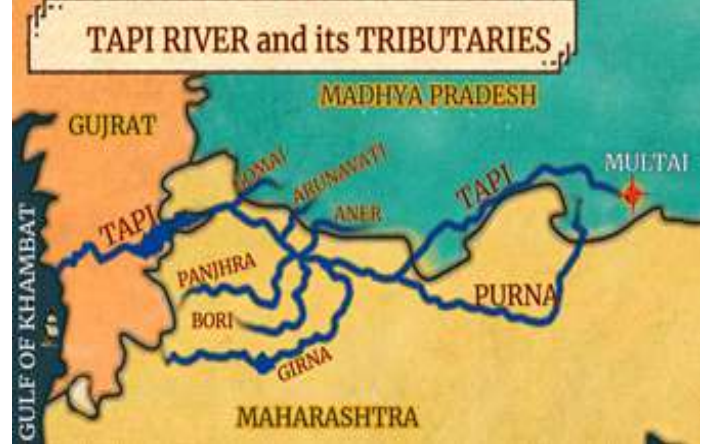 TAPI RIVER and its TRIBUTARIES
MADHYA PRADESH
GUJRAT
MULTAI
GOMAI
ARUNAVATI
TAPI
ANER
TAPI
PANJHRA
PURNA
BORI
GIRNA
GULF OF KHAMBAT
MAHARASHTRA